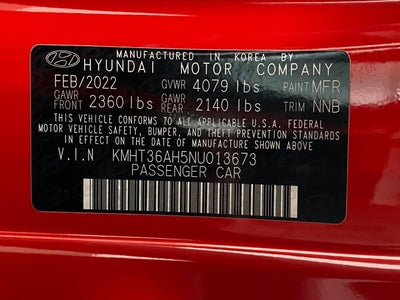 MANUFACTURED IN KOREA BY
HYUNDAI MOTOR COMPANY
FEB/2022 GVWR 4079 lbs PAINT MFR
GAWR FRONT 2360 lbs GAWR REAR 2140 lbs TRIM NNB
THIS VEHICLE CONFORMS TO ALL APPLICABLE U.S.A. FEDERAL
MOTOR VEHICLE SAFETY, BUMPER, AND THEFT PREVENTION STANDARDS
IN EFFECT ON THE DATE OF MANUFACTURE SHOWN ABOVE.
V.I.N KMHT36AH5NU013673
PASSENGER CAR